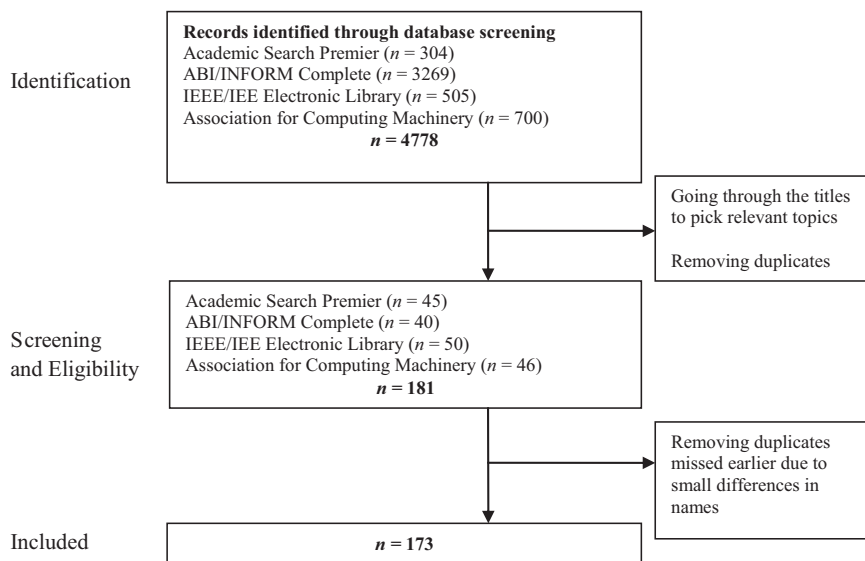 Identification
Records identified through database screening
Academic Search Premier (n = 304)
ABI/INFORM Complete (n = 3269)
IEEE/IEE Electronic Library (n = 505)
Association for Computing Machinery (n = 700)
n = 4778
Going through the titles
to pick relevant topics
Removing duplicates
Screening
and Eligibility
Academic Search Premier (n = 45)
ABI/INFORM Complete (n = 40)
IEEE/IEE Electronic Library (n = 50)
Association for Computing Machinery (n = 46)
n = 181
Removing duplicates
missed earlier due to
small differences in
names
Included
n = 173